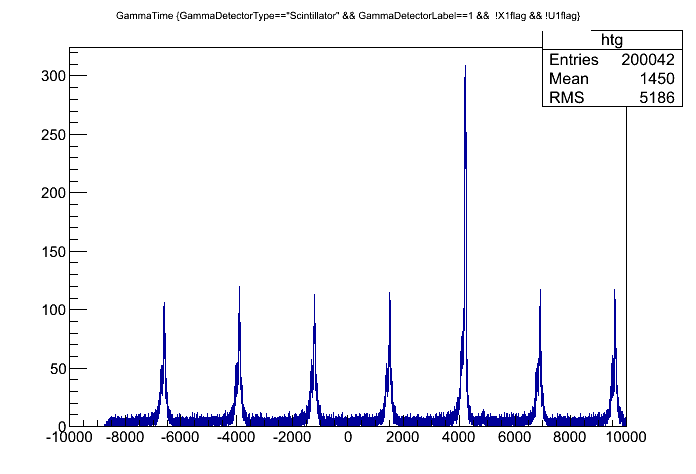 GammaTime {GammaDetectorType=="Scintillator" && GammaDetectorLabel==1 &&  !X1flag && !U1flag}
htg
Entries 200042
Mean 1450
RMS 5186
300
250
200
150
100
50
0
-10000 -8000 -6000 -4000 -2000 0 2000 4000 6000 8000 10000